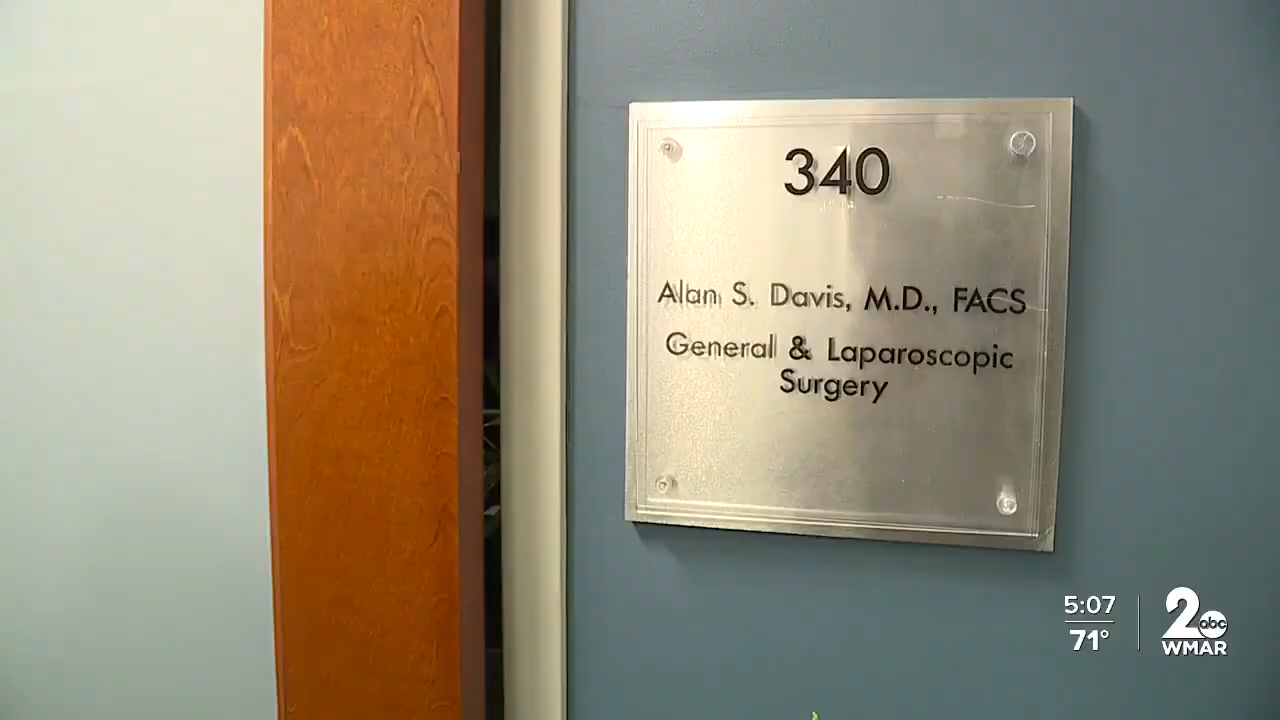 340
Alan S. Davis, M.D., FACS
General & Laparoscopic
Surgery
5:07
71°
2 abc
WMAR